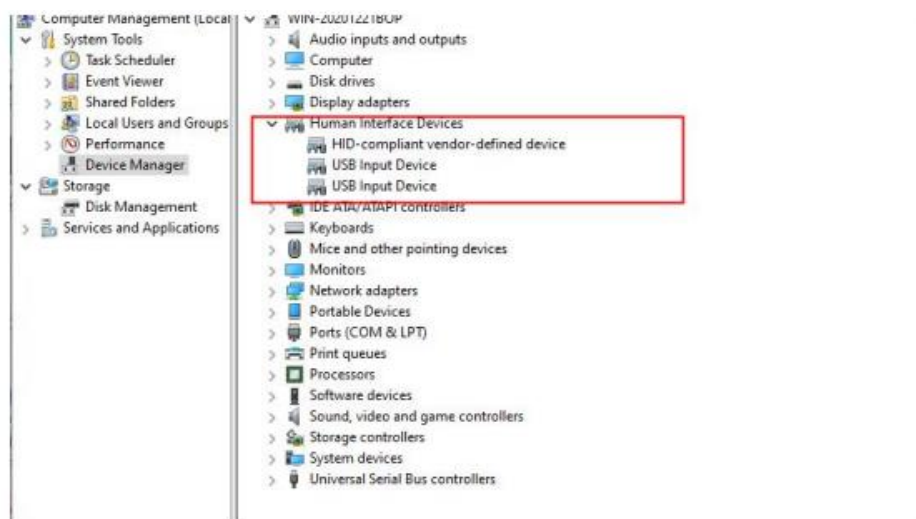 Computer Management (Local
System Tools
Task Scheduler
Event Viewer
Shared Folders
Local Users and Groups
Performance
Device Manager
Storage
Disk Management
Services and Applications
WIN-20201221BUP
Audio inputs and outputs
Computer
Disk drives
Display adapters
Human Interface Devices
HID-compliant vendor-defined device
USB Input Device
USB Input Device
IDE ATA/ATAPI controllers
Keyboards
Mice and other pointing devices
Monitors
Network adapters
Portable Devices
Ports (COM & LPT)
Print queues
Processors
Software devices
Sound, video and game controllers
Storage controllers
System devices
Universal Serial Bus controllers